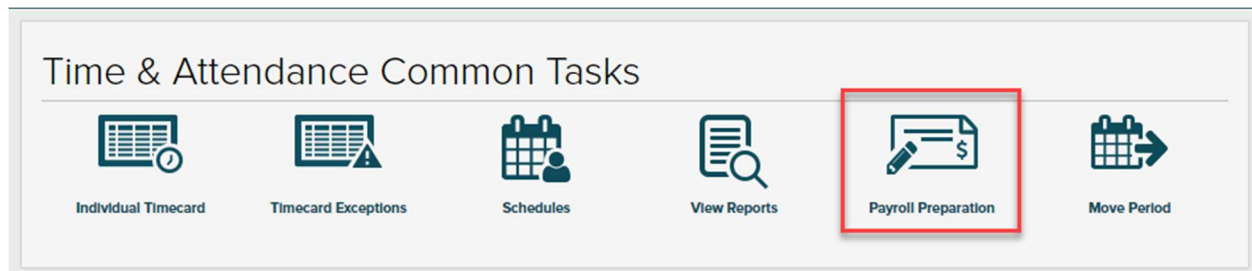 Time & Attendance Common Tasks
$
Individual Timecard
Timecard Exceptions
Schedules
View Reports
Payroll Preparation
Move Period